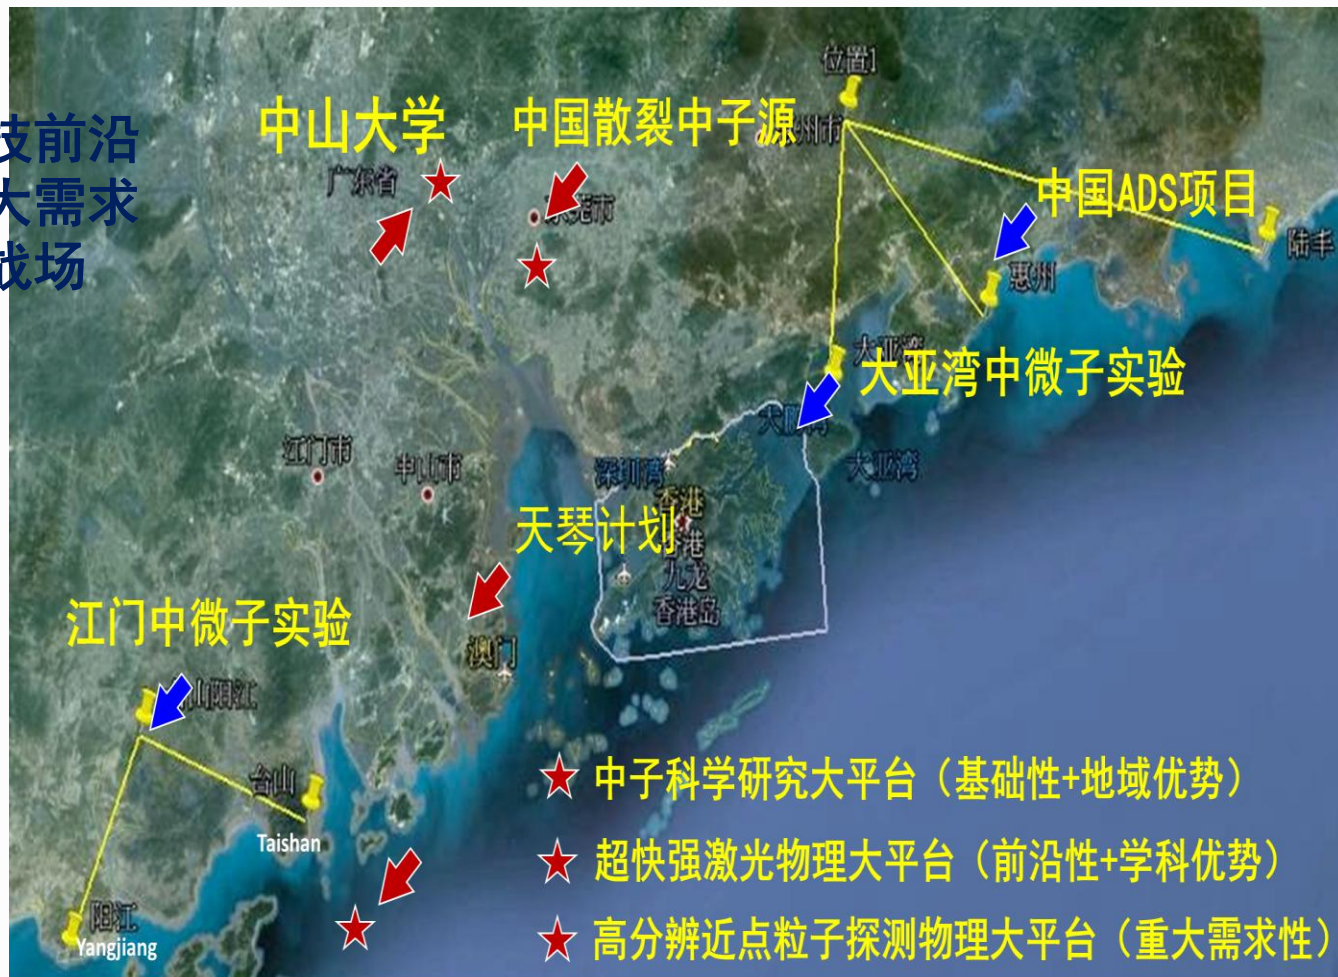 位置1
中山大学
中国散裂中子源
技前沿
州市
广东省
大需求
中国ADS项目
东莞市
陆丰
战场
惠州
大亚湾
大亚湾中微子实验
大鹏湾
江门市
中山市
深圳湾
大亚湾
香港
天琴计划
香港
九龙
香港岛
江门中微子实验
澳门
山阳江
中子科学研究大平台（基础性+地域优势）
台山
Taishan
超快强激光物理大平台（前沿性+学科优势）
阳江
Yangjiang
高分辨近点粒子探测物理大平台（重大需求性）